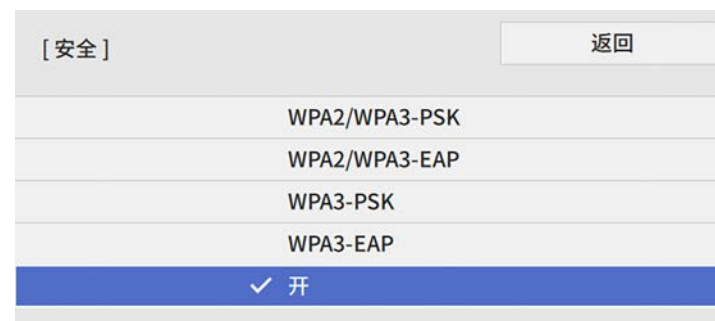 [安全]
返回
WPA2/WPA3-PSK
WPA2/WPA3-EAP
WPA3-PSK
WPA3-EAP
✓ 开